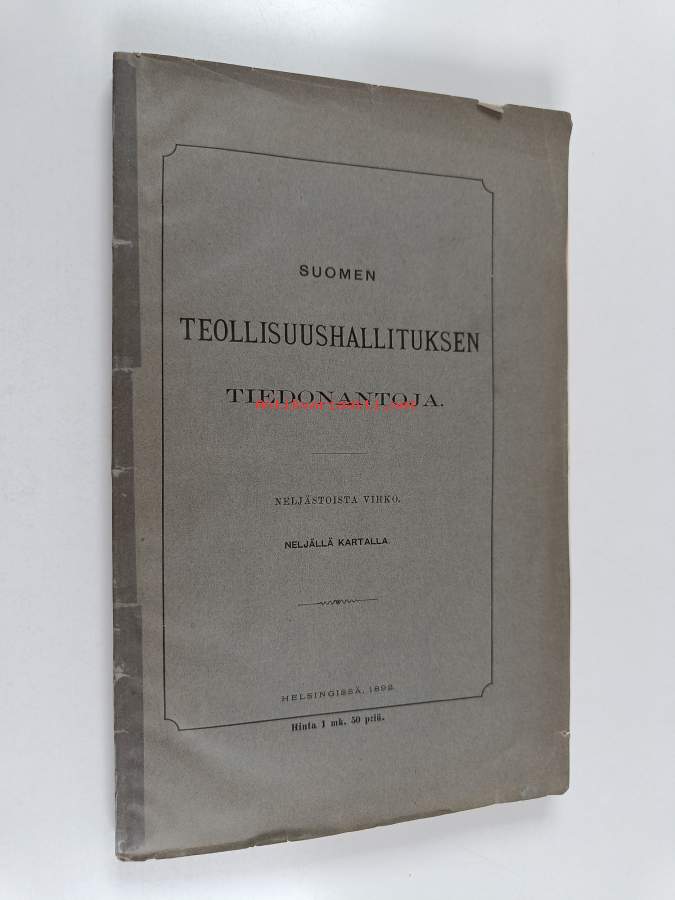 SUOMEN
TEOLLISUUSHALLITUKSEN
TIEDONANTOJA.
NELJÄSTOISTA VIHKO.
NELJÄLLÄ KARTALLA.
HELSINGISSÄ, 1892.
Hinta 1 mk. 50 p:iä.